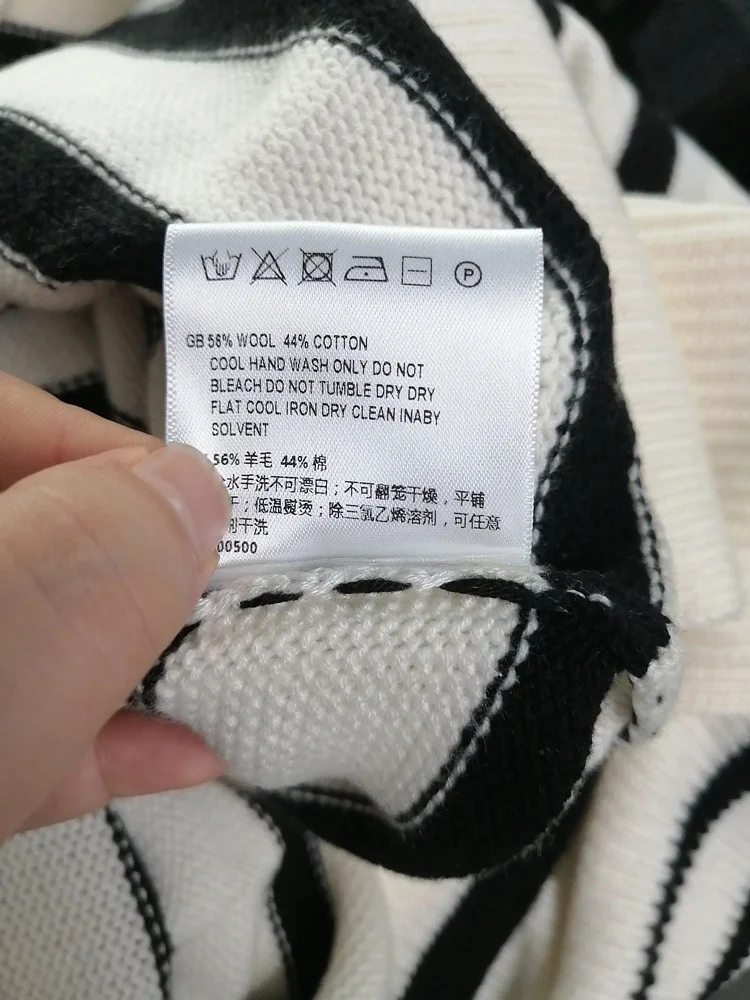 P
GB 56% WOOL 44% COTTON
COOL HAND WASH ONLY DO NOT
BLEACH DO NOT TUMBLE DRY DRY
FLAT COOL IRON DRY CLEAN INABY
SOLVENT
56% 羊毛 44% 棉
水手洗不可漂白；不可翻笼干燥，平铺
干；低温熨烫；除三氯乙烯溶剂，可任意
剂干洗
00500